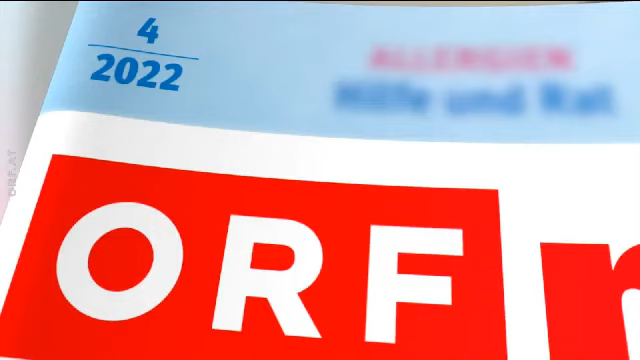 4
2022
ALLERGIEN
Hilfe und Rat
ORF.AT
ORF n